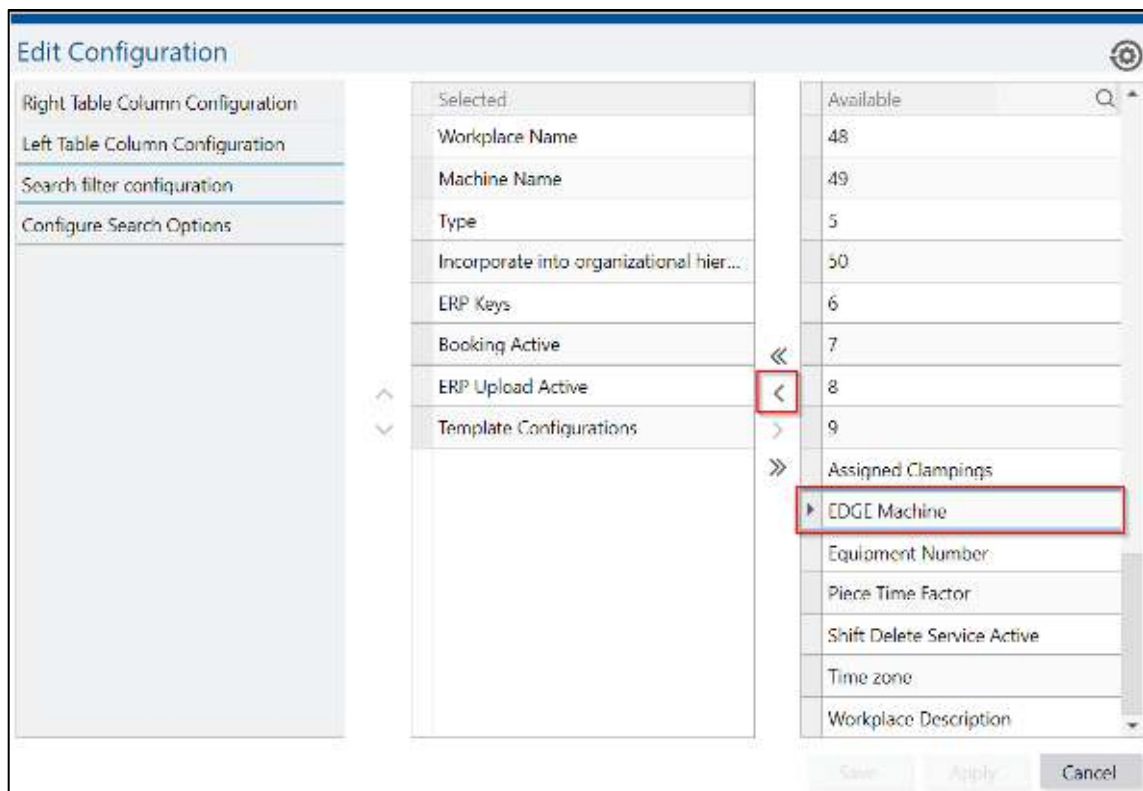 Edit Configuration
Right Table Column Configuration
Left Table Column Configuration
Search filter configuration
Configure Search Options
Selected
Workplace Name
Machine Name
Type
Incorporate into organizational hier...
ERP Keys
Booking Active
ERP Upload Active
Template Configurations
Available
48
49
5
50
6
7
8
9
Assigned Clampings
EDGE Machine
Equipment Number
Piece Time Factor
Shift Delete Service Active
Time zone
Workplace Description
Save
Apply
Cancel